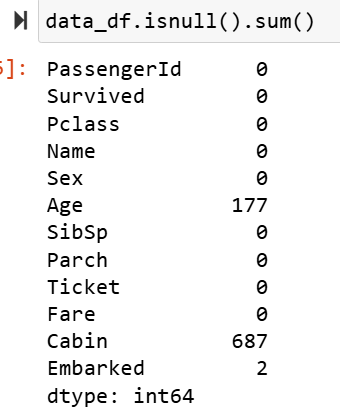 data_df.isnull().sum()
5]: PassengerId 0
Survived 0
Pclass 0
Name 0
Sex 0
Age 177
SibSp 0
Parch 0
Ticket 0
Fare 0
Cabin 687
Embarked 2
dtype: int64